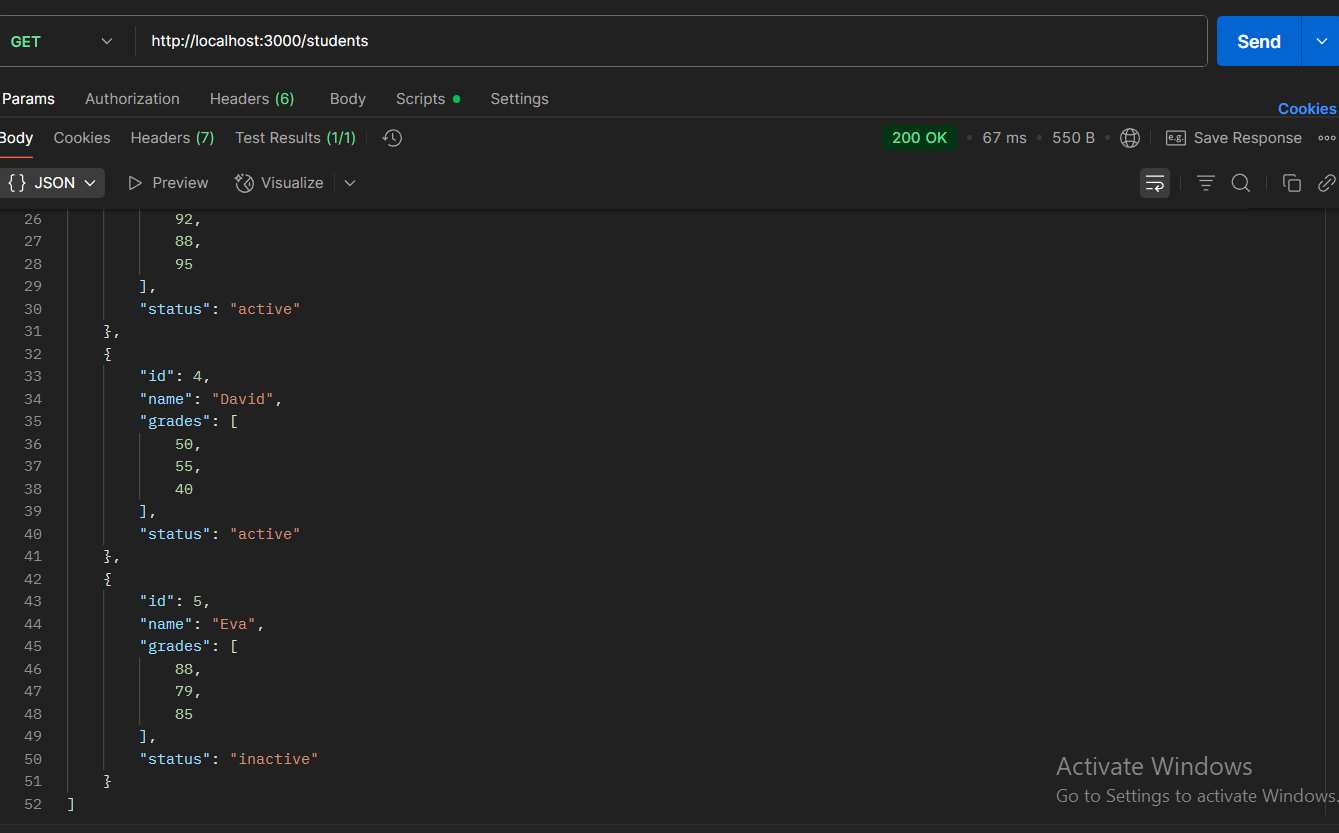 GET http://localhost:3000/students Send
Params Authorization Headers (6) Body Scripts Settings
Cookies
Body Cookies Headers (7) Test Results (1/1) 200 OK 67 ms 550 B e.g. Save Response
{} JSON Preview Visualize
26 92,
27 88,
28 95
29 ],
30 "status": "active"
31 },
32 {
33 "id": 4,
34 "name": "David",
35 "grades": [
36 50,
37 55,
38 40
39 ],
40 "status": "active"
41 },
42 {
43 "id": 5,
44 "name": "Eva",
45 "grades": [
46 88,
47 79,
48 85
49 ],
50 "status": "inactive"
51 }
52 ]
Activate Windows
Go to Settings to activate Windows.